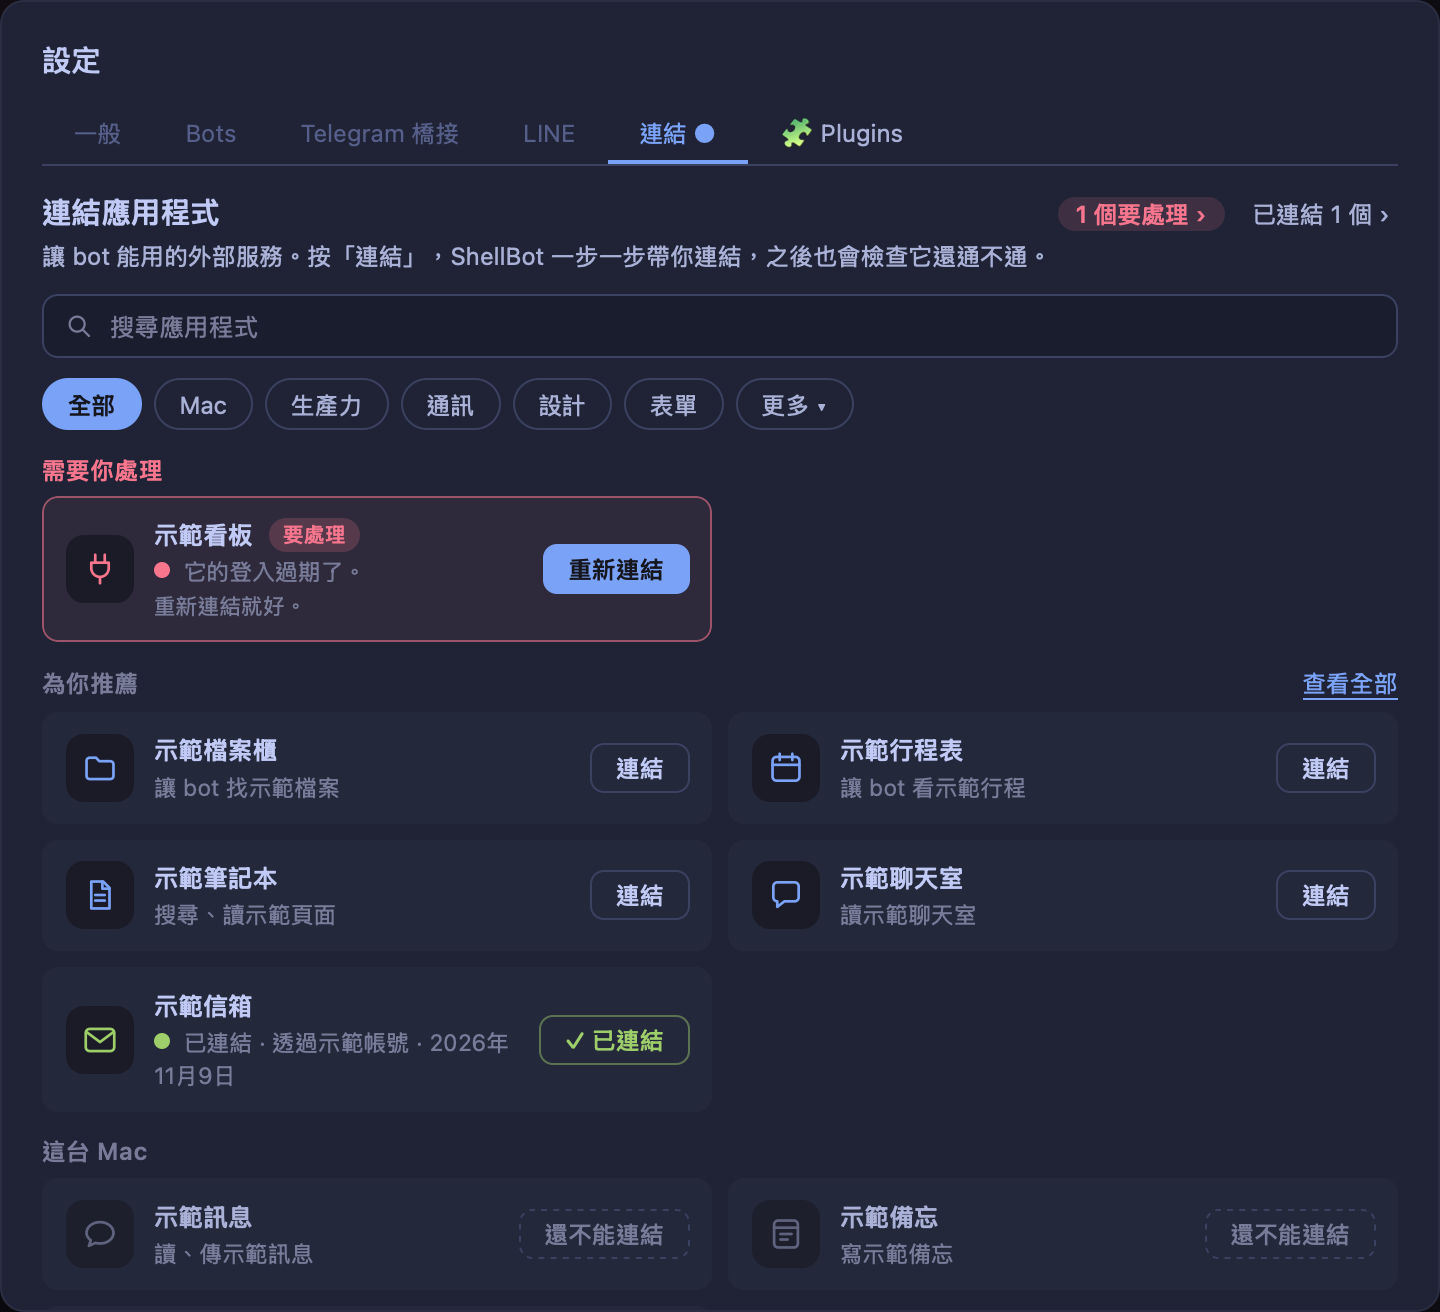 設定
一般 Bots Telegram 橋接 LINE 連結 Plugins
連結應用程式
1 個要處理 › 已連結 1 個 ›
讓 bot 能用的外部服務。按「連結」，ShellBot 一步一步帶你連結，之後也會檢查它還通不通。
搜尋應用程式
全部 Mac 生產力 通訊 設計 表單 更多 ▾
需要你處理
示範看板 要處理
它的登入過期了。
重新連結就好。
重新連結
為你推薦 查看全部
示範檔案櫃
讓 bot 找示範檔案
連結
示範行程表
讓 bot 看示範行程
連結
示範筆記本
搜尋、讀示範頁面
連結
示範聊天室
讀示範聊天室
連結
示範信箱
已連結 · 透過示範帳號 · 2026年
11月9日
✓ 已連結
這台 Mac
示範訊息
讀、傳示範訊息
還不能連結
示範備忘
寫示範備忘
還不能連結